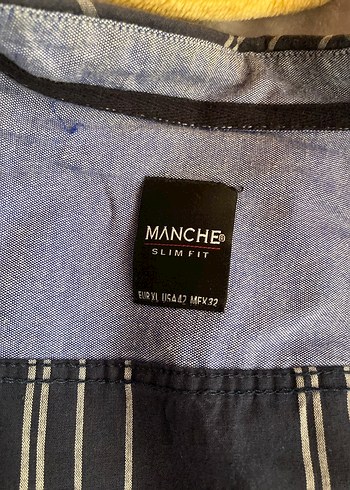 MANCHE®
SLIM FIT
EUR XL USA 42 MEX 32